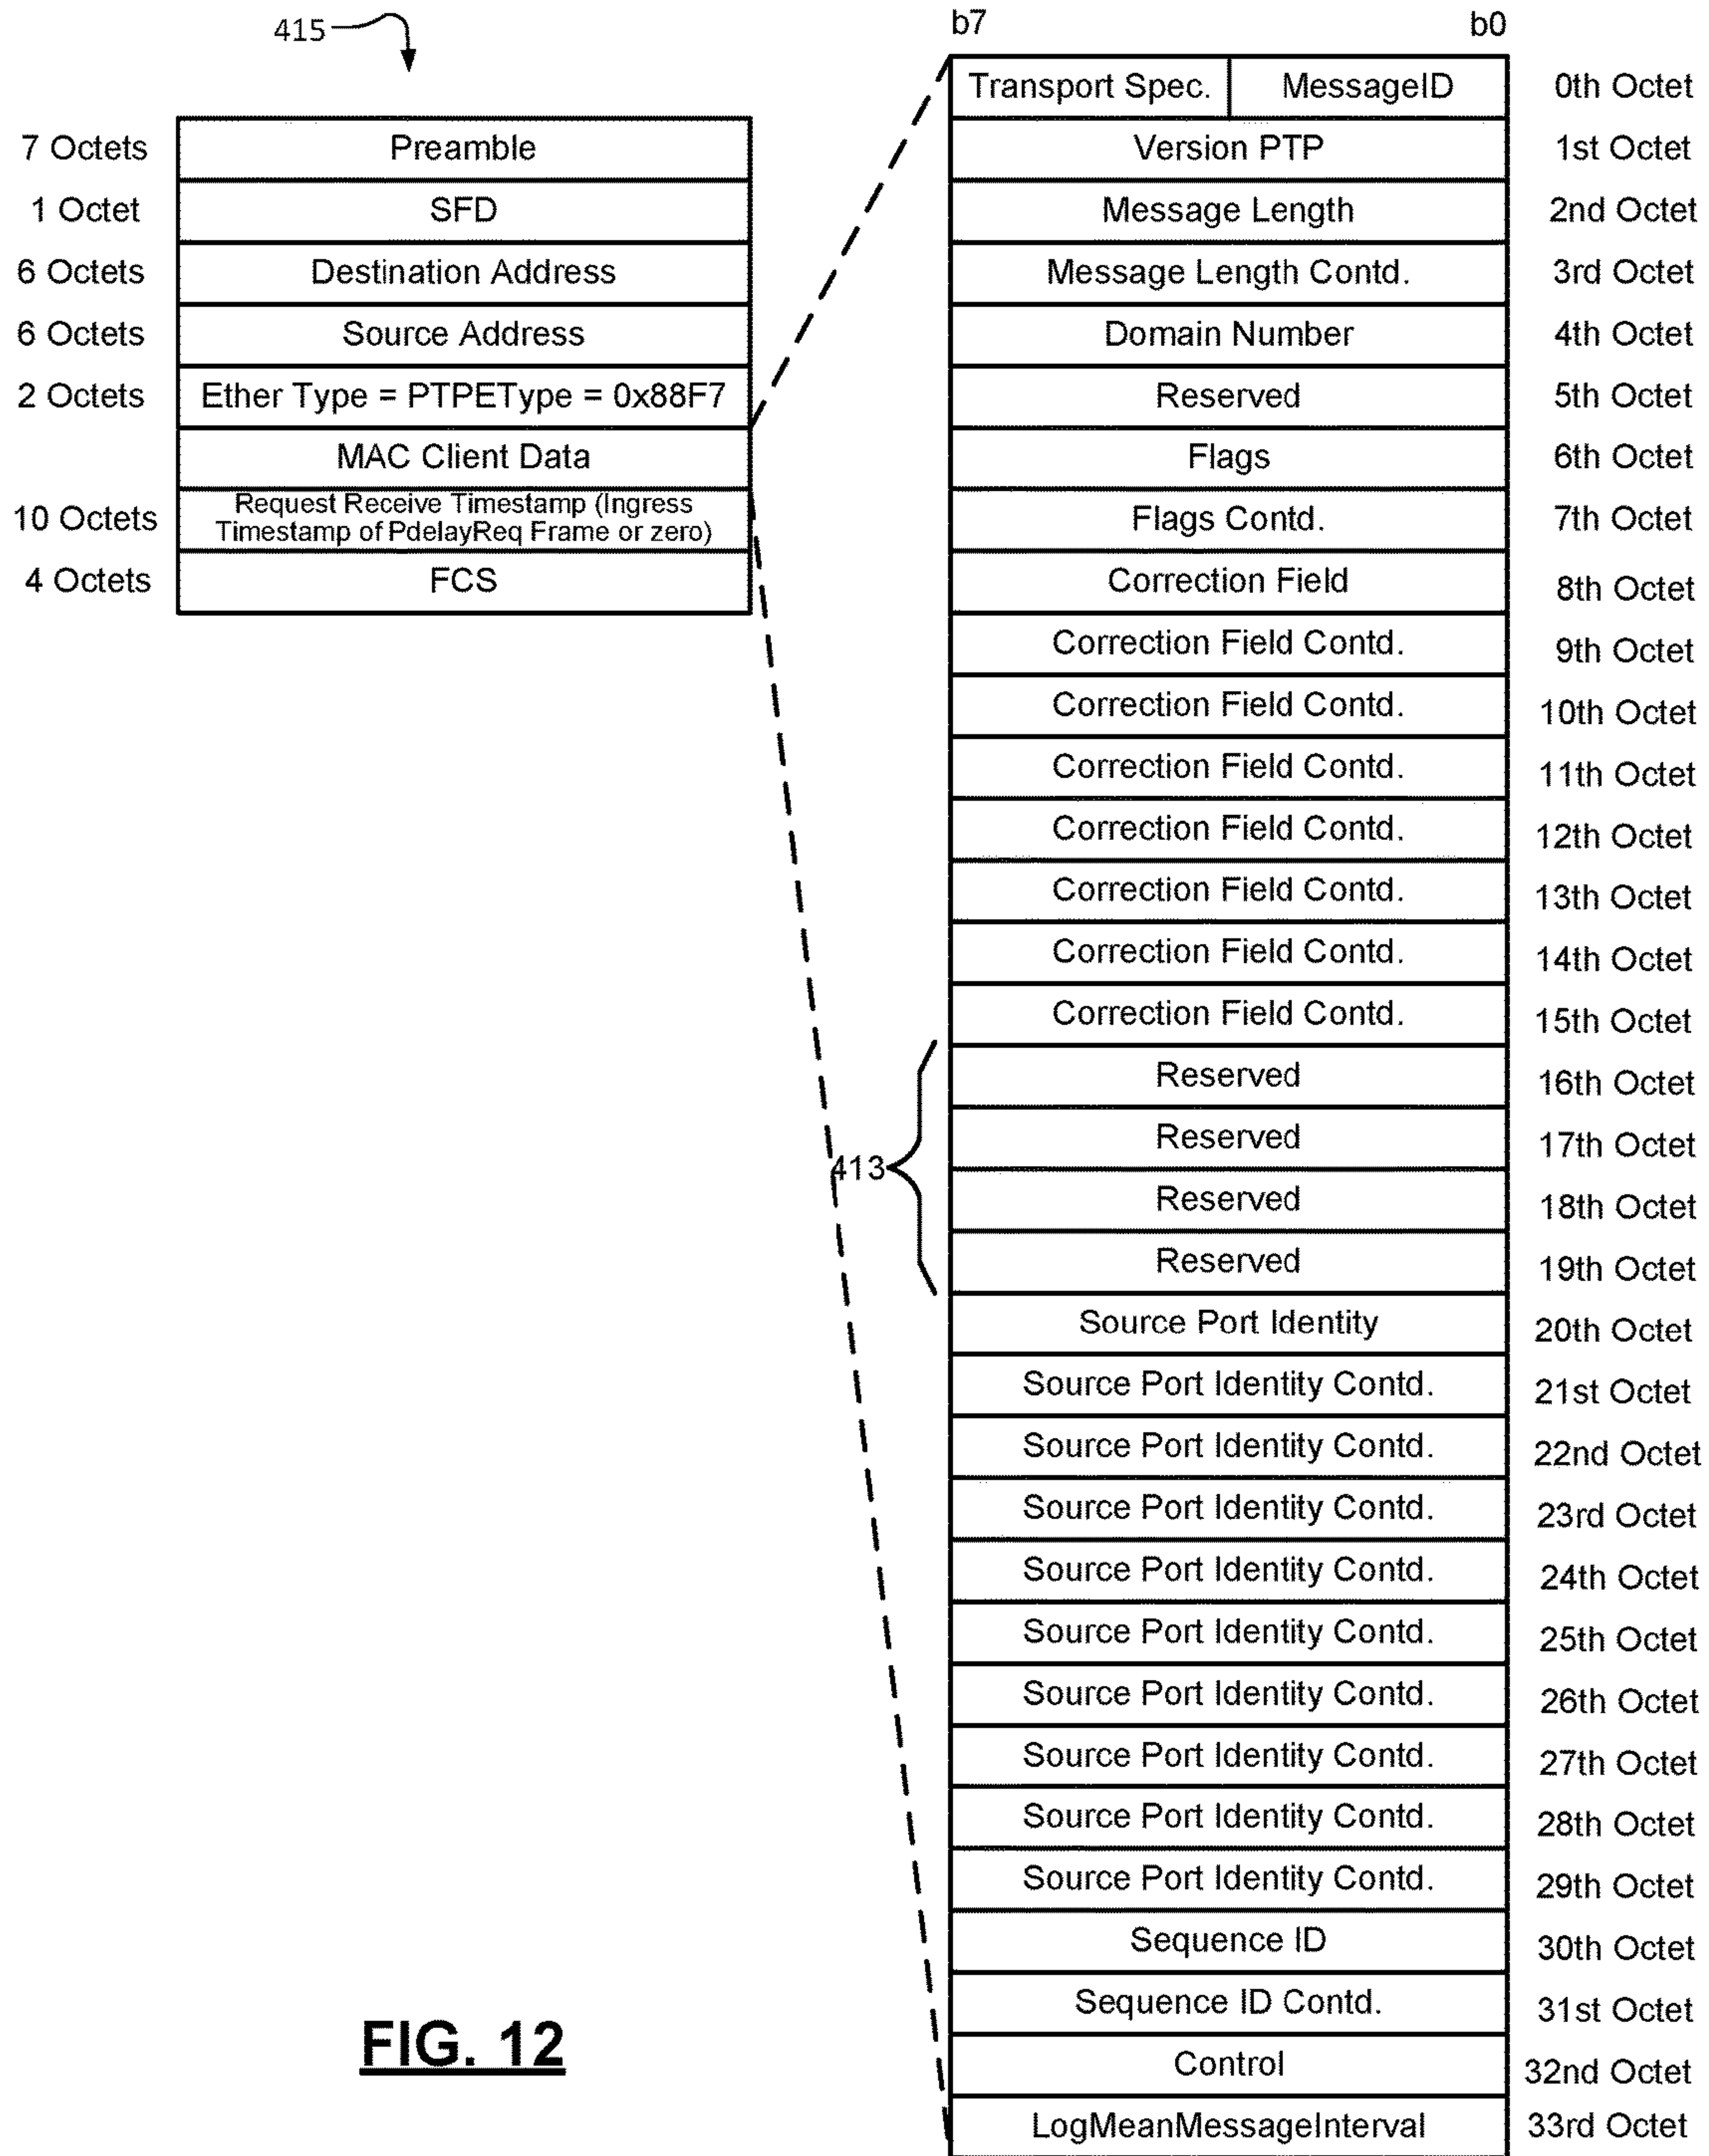 415
7 Octets Preamble
1 Octet SFD
6 Octets Destination Address
6 Octets Source Address
2 Octets Ether Type = PTPEType = 0x88F7
MAC Client Data
10 Octets Request Receive Timestamp (Ingress
Timestamp of PdelayReq Frame or zero)
4 Octets FCS
b7 b0
Transport Spec. MessageID 0th Octet
Version PTP 1st Octet
Message Length 2nd Octet
Message Length Contd. 3rd Octet
Domain Number 4th Octet
Reserved 5th Octet
Flags 6th Octet
Flags Contd. 7th Octet
Correction Field 8th Octet
Correction Field Contd. 9th Octet
Correction Field Contd. 10th Octet
Correction Field Contd. 11th Octet
Correction Field Contd. 12th Octet
Correction Field Contd. 13th Octet
Correction Field Contd. 14th Octet
Correction Field Contd. 15th Octet
413
Reserved 16th Octet
Reserved 17th Octet
Reserved 18th Octet
Reserved 19th Octet
Source Port Identity 20th Octet
Source Port Identity Contd. 21st Octet
Source Port Identity Contd. 22nd Octet
Source Port Identity Contd. 23rd Octet
Source Port Identity Contd. 24th Octet
Source Port Identity Contd. 25th Octet
Source Port Identity Contd. 26th Octet
Source Port Identity Contd. 27th Octet
Source Port Identity Contd. 28th Octet
Source Port Identity Contd. 29th Octet
Sequence ID 30th Octet
Sequence ID Contd. 31st Octet
Control 32nd Octet
LogMeanMessageInterval 33rd Octet
FIG. 12